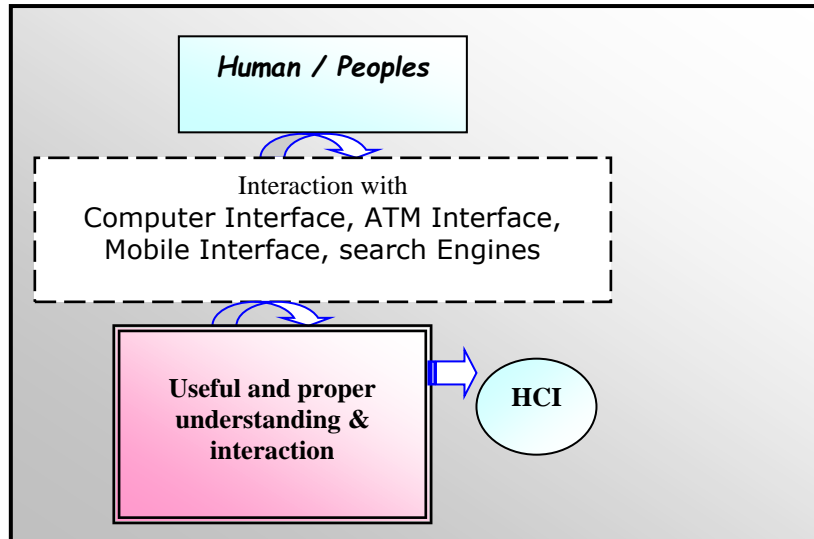 Human / Peoples
Interaction with
Computer Interface, ATM Interface,
Mobile Interface, search Engines
Useful and proper
understanding &
interaction
HCI